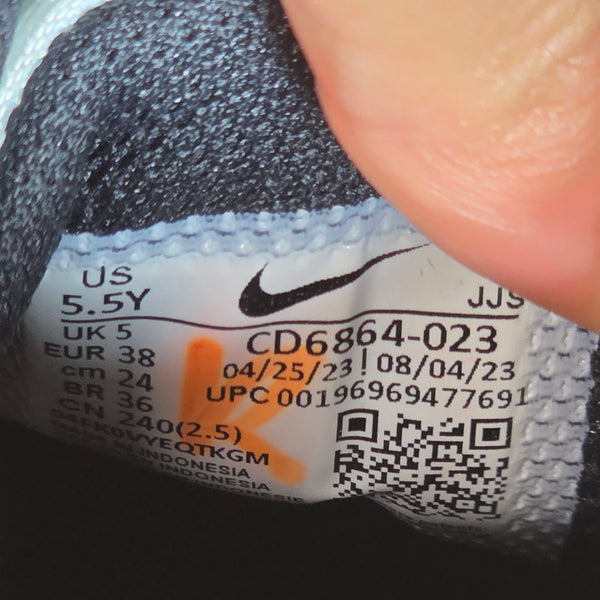 US
5.5Y
JJS
UK 5
EUR 38
cm 24
BR 36
CN 240(2.5)
CD6864-023
04/25/23 | 08/04/23
UPC 00196969477691
K
INDONESIA
INDONESIA